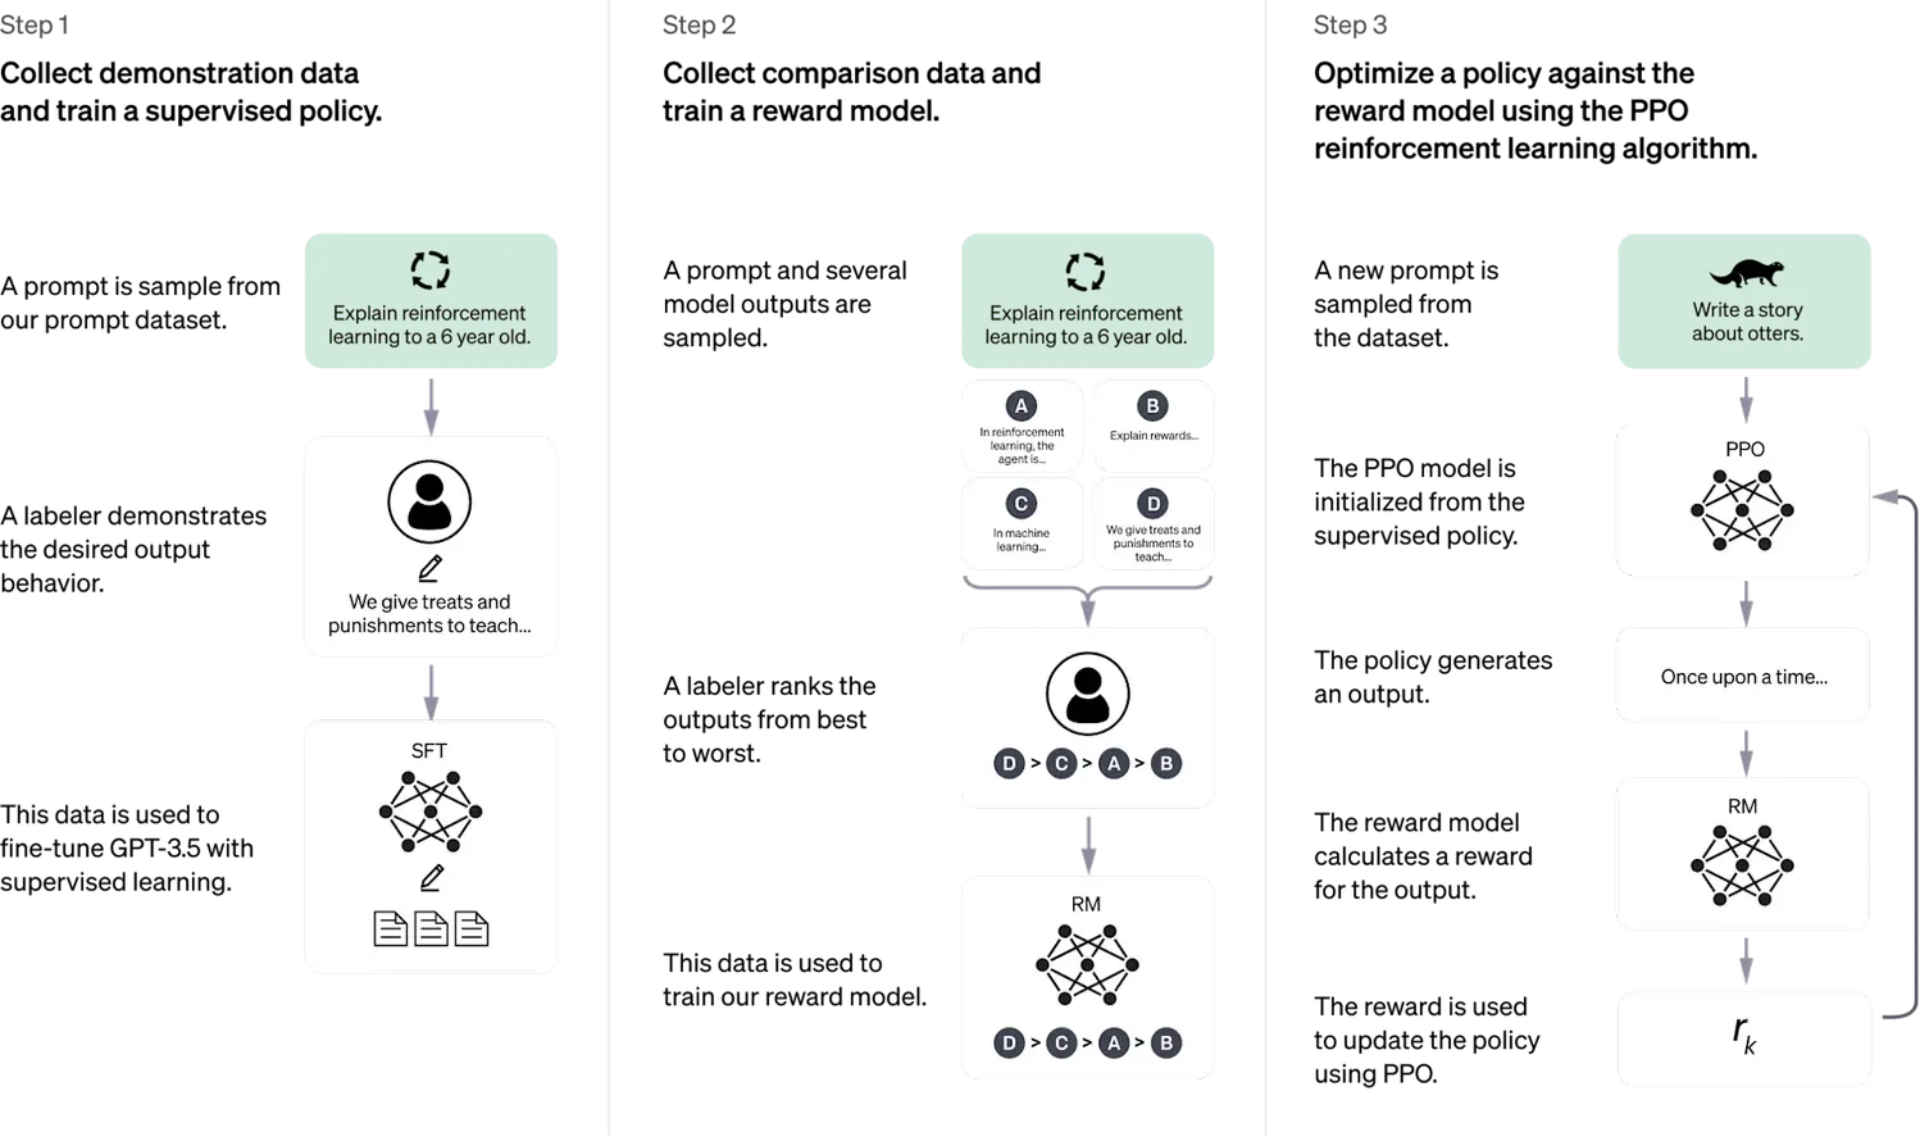 Step 1
Collect demonstration data
and train a supervised policy.
A prompt is sample from
our prompt dataset.
Explain reinforcement
learning to a 6 year old.
A labeler demonstrates
the desired output
behavior.
We give treats and
punishments to teach...
This data is used to
fine-tune GPT-3.5 with
supervised learning.
SFT
Step 2
Collect comparison data and
train a reward model.
A prompt and several
model outputs are
sampled.
Explain reinforcement
learning to a 6 year old.
A
In reinforcement
learning, the
agent is...
B
Explain rewards...
C
In machine
learning...
D
We give treats and
punishments to
teach...
A labeler ranks the
outputs from best
to worst.
D > C > A > B
This data is used to
train our reward model.
RM
D > C > A > B
Step 3
Optimize a policy against the
reward model using the PPO
reinforcement learning algorithm.
A new prompt is
sampled from
the dataset.
Write a story
about otters.
The PPO model is
initialized from the
supervised policy.
PPO
The policy generates
an output.
Once upon a time...
The reward model
calculates a reward
for the output.
RM
The reward is used
to update the policy
using PPO.
r_k